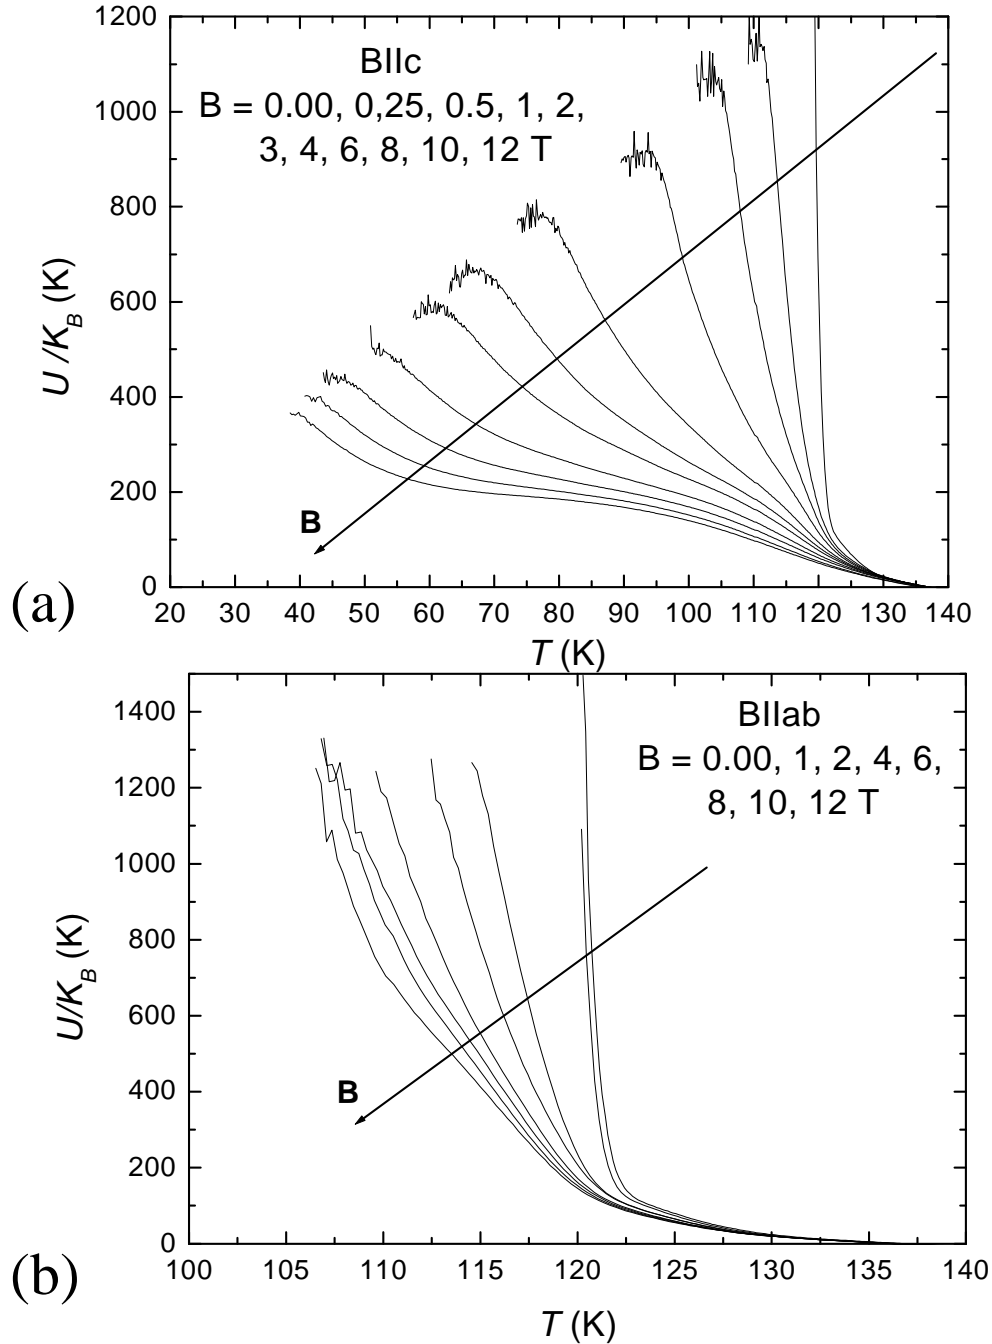 1200
1000
800
600
400
200
0
U /K_B (K)
BIIc
B = 0.00, 0,25, 0.5, 1, 2,
3, 4, 6, 8, 10, 12 T
B
(a)
20 30 40 50 60 70 80 90 100 110 120 130 140
T (K)
1400
1200
1000
800
600
400
200
0
U/K_B (K)
BIIab
B = 0.00, 1, 2, 4, 6,
8, 10, 12 T
B
(b)
100 105 110 115 120 125 130 135 140
T (K)